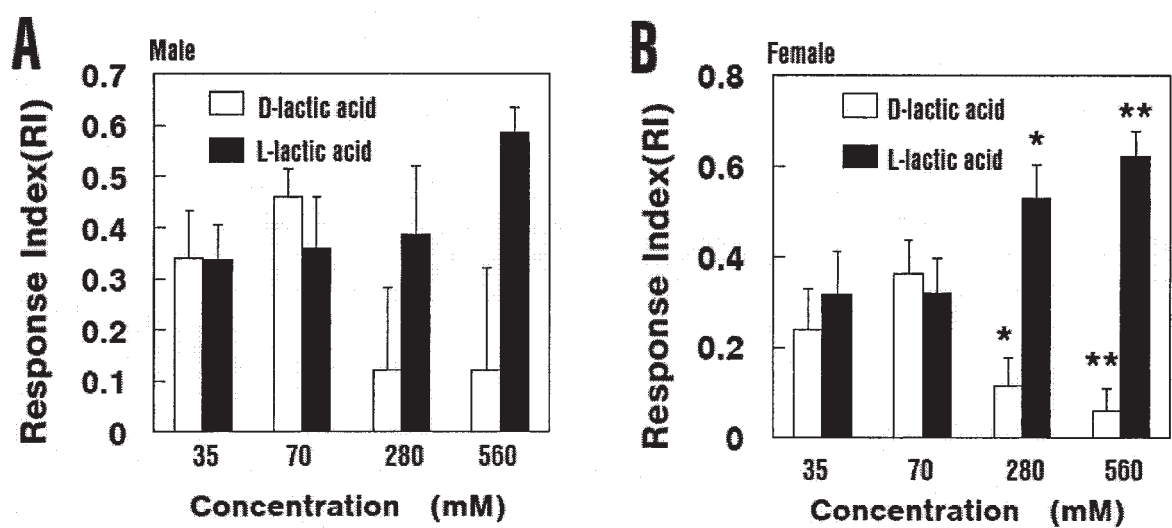 A
Male
0.7
0.6
0.5
0.4
0.3
0.2
0.1
0
Response Index(RI)
D-lactic acid
L-lactic acid
35 70 280 560
Concentration (mM)
B
Female
0.8
0.6
0.4
0.2
0
Response Index(RI)
D-lactic acid
L-lactic acid
*
**
*
**
35 70 280 560
Concentration (mM)